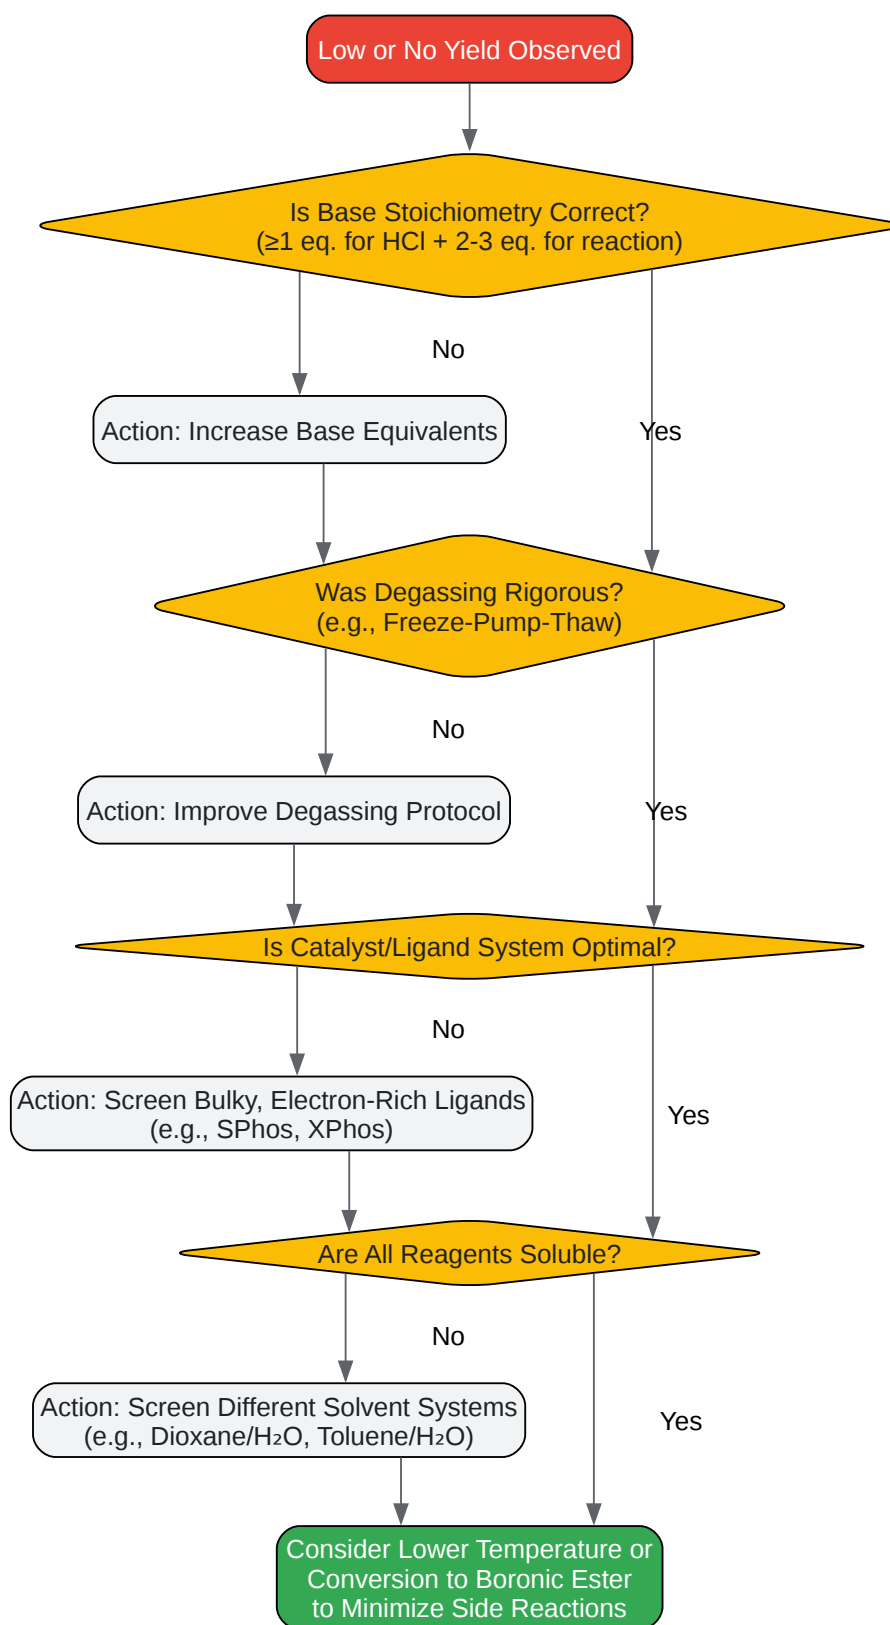 Low or No Yield Observed
Is Base Stoichiometry Correct?
(≥1 eq. for HCl + 2-3 eq. for reaction)
No
Action: Increase Base Equivalents
Yes
Was Degassing Rigorous?
(e.g., Freeze-Pump-Thaw)
No
Action: Improve Degassing Protocol
Yes
Is Catalyst/Ligand System Optimal?
No
Action: Screen Bulky, Electron-Rich Ligands
(e.g., SPhos, XPhos)
Yes
Are All Reagents Soluble?
No
Action: Screen Different Solvent Systems
(e.g., Dioxane/H₂O, Toluene/H₂O)
Yes
Consider Lower Temperature or
Conversion to Boronic Ester
to Minimize Side Reactions